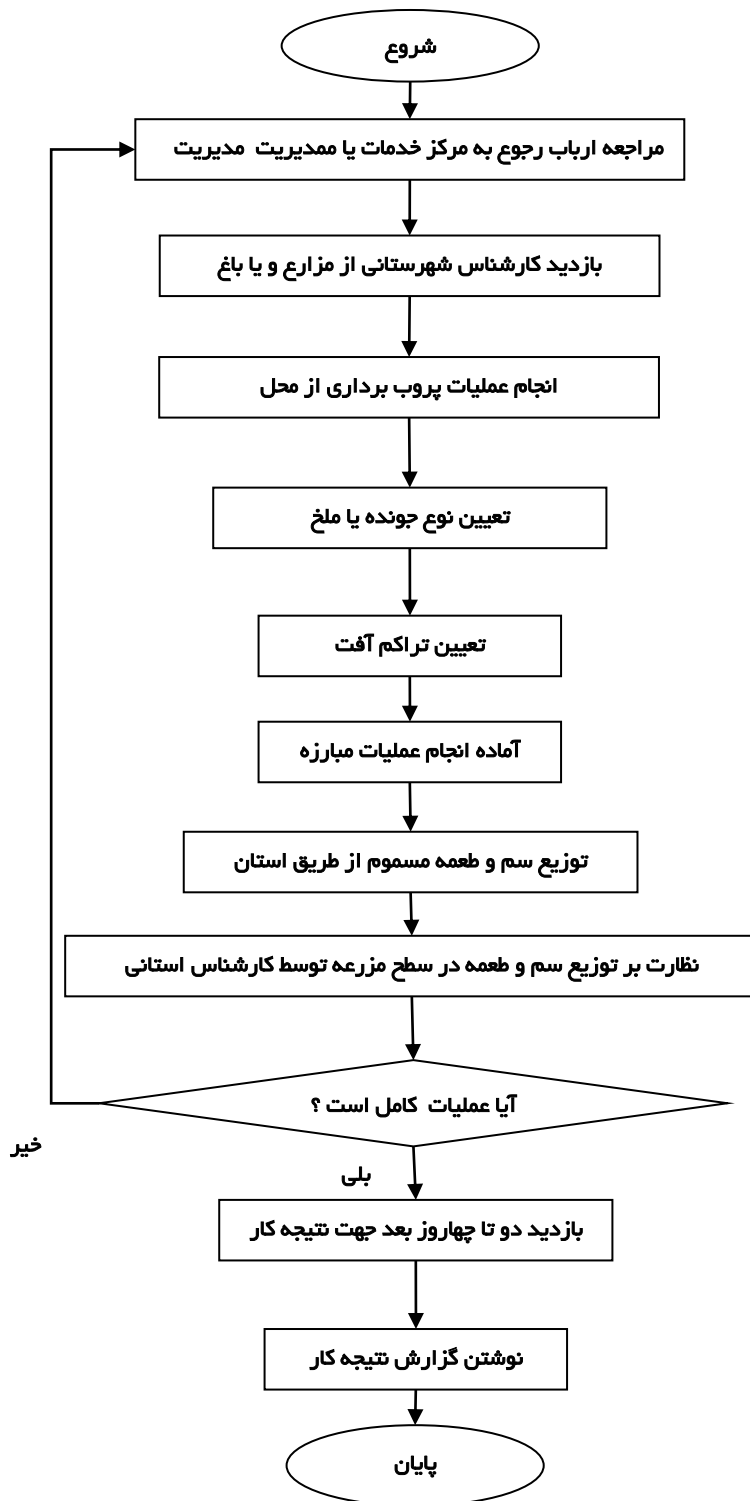 شروع
مراجعه ارباب رجوع به مرکز خدمات یا ممدیریت  مدیریت
بازدید کارشناس شهرستانی از مزارع و یا باغ
انجام عملیات پروب برداری از محل
تعیین نوع جونده یا ملخ
تعیین تراکم آفت
آماده انجام عملیات مبارزه
توزیع سم و طعمه مسموم از طریق استان
نظارت بر توزیع سم و طعمه در سطح مزرعه توسط کارشناس استانی
آیا عملیات  کامل است ؟
خیر
بلی
بازدید دو تا چهاروز بعد جهت نتیجه کار
نوشتن گزارش نتیجه کار
پایان